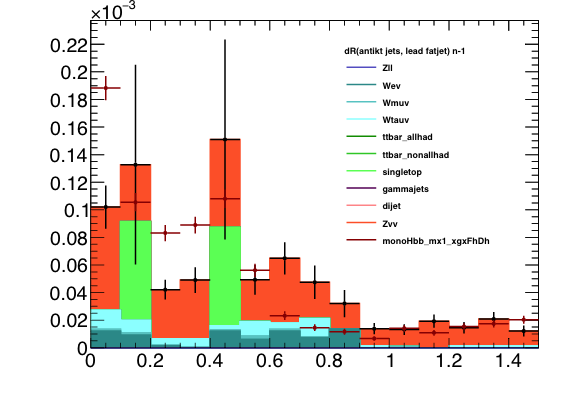 ×10⁻³
0.22
0.2
0.18
0.16
0.14
0.12
0.1
0.08
0.06
0.04
0.02
0
0 0.2 0.4 0.6 0.8 1 1.2 1.4
dR(antikt jets, lead fatjet) n-1
Zll
Wev
Wmuv
Wtauv
ttbar_allhad
ttbar_nonallhad
singletop
gammajets
dijet
Zvv
monoHbb_mx1_xgxFhDh